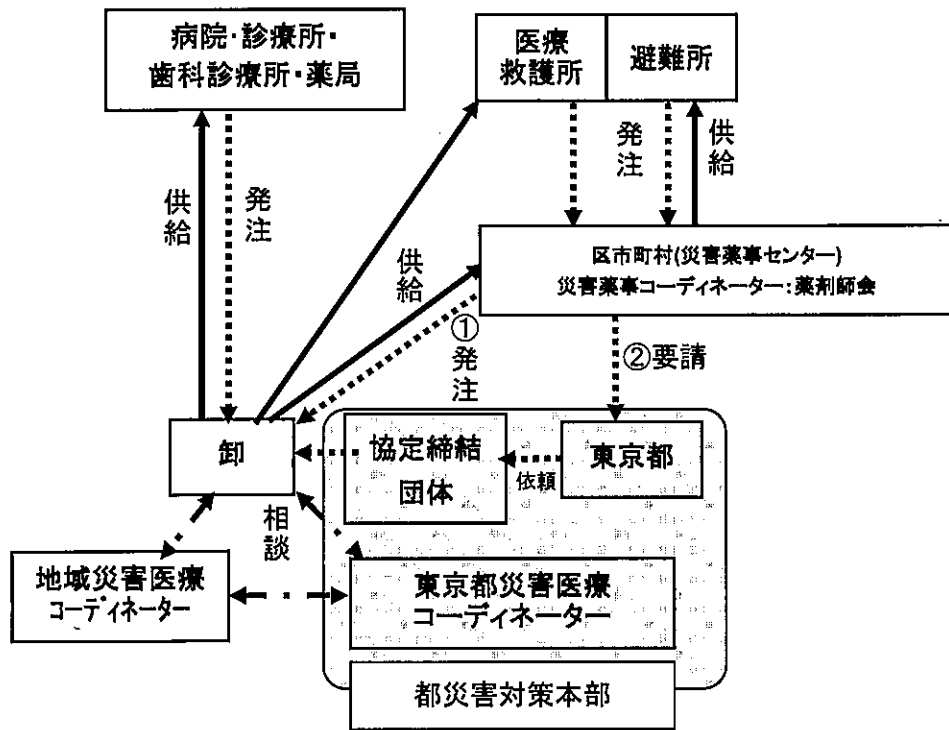 病院・診療所・
歯科診療所・薬局
医療
救護所
避難所
供給
発注
発注
供給
区市町村(災害薬事センター)
災害薬事コーディネーター:薬剤師会
供給
①発注
②要請
卸
協定締結
団体
依頼
東京都
相談
地域災害医療
コーディネーター
東京都災害医療
コーディネーター
都災害対策本部